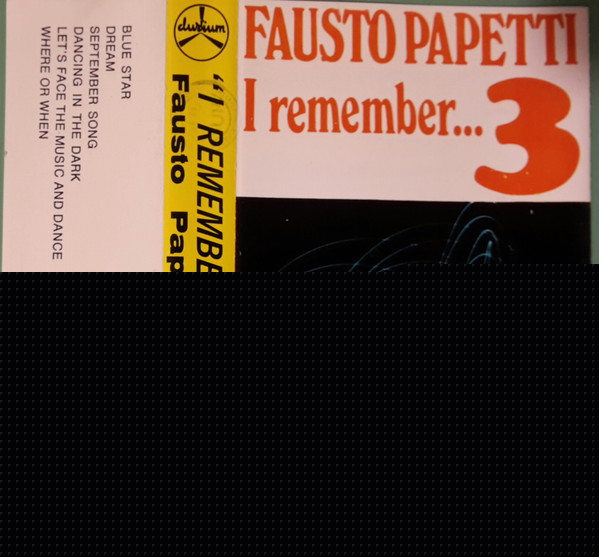 BLUE STAR
DREAM
SEPTEMBER SONG
DANCING IN THE DARK
LET'S FACE THE MUSIC AND DANCE
WHERE OR WHEN
durium
"I REMEMBE
Fausto Pap
FAUSTO PAPETTI
I remember... 3